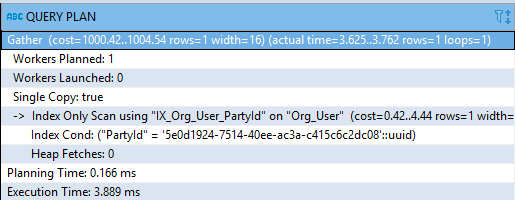 ABC QUERY PLAN
Gather (cost=1000.42..1004.54 rows=1 width=16) (actual time=3.625..3.762 rows=1 loops=1)
Workers Planned: 1
Workers Launched: 0
Single Copy: true
-> Index Only Scan using "IX_Org_User_PartyId" on "Org_User" (cost=0.42..4.44 rows=1 width=
Index Cond: ("PartyId" = '5e0d1924-7514-40ee-ac3a-c415c6c2dc08'::uuid)
Heap Fetches: 0
Planning Time: 0.166 ms
Execution Time: 3.889 ms